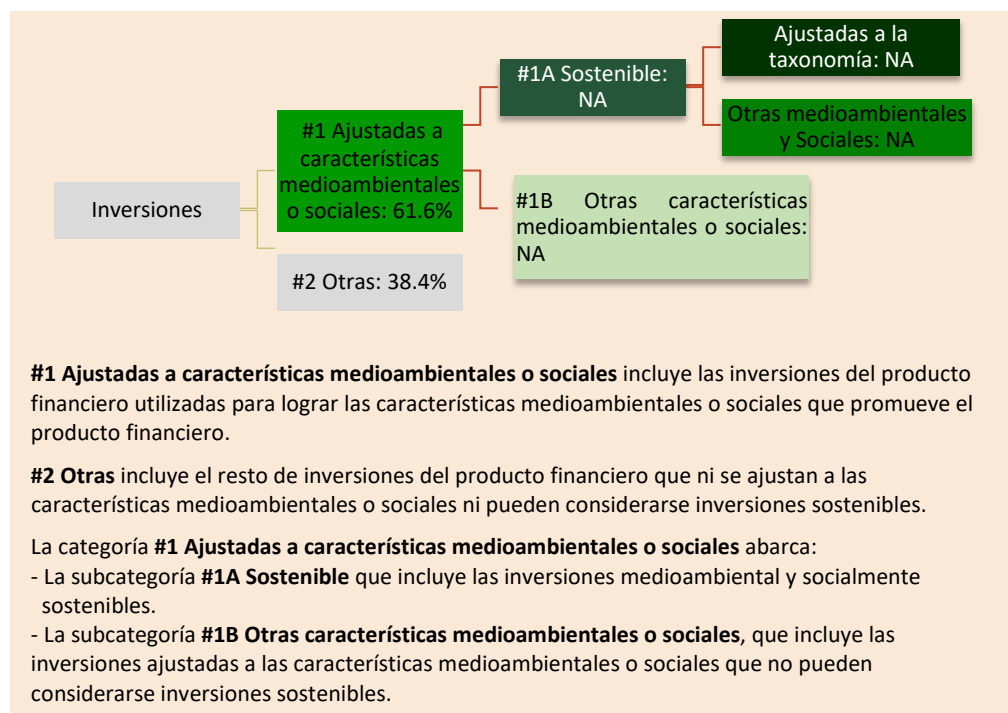 Ajustadas a la
taxonomía: NA
#1A Sostenible:
NA
Otras medioambientales
y Sociales: NA
#1 Ajustadas a
características
medioambientales
o sociales: 61.6%
Inversiones
#1B Otras características
medioambientales o sociales:
NA
#2 Otras: 38.4%
#1 Ajustadas a características medioambientales o sociales incluye las inversiones del producto
financiero utilizadas para lograr las características medioambientales o sociales que promueve el
producto financiero.
#2 Otras incluye el resto de inversiones del producto financiero que ni se ajustan a las
características medioambientales o sociales ni pueden considerarse inversiones sostenibles.
La categoría #1 Ajustadas a características medioambientales o sociales abarca:
- La subcategoría #1A Sostenible que incluye las inversiones medioambiental y socialmente
sostenibles.
- La subcategoría #1B Otras características medioambientales o sociales, que incluye las
inversiones ajustadas a las características medioambientales o sociales que no pueden
considerarse inversiones sostenibles.